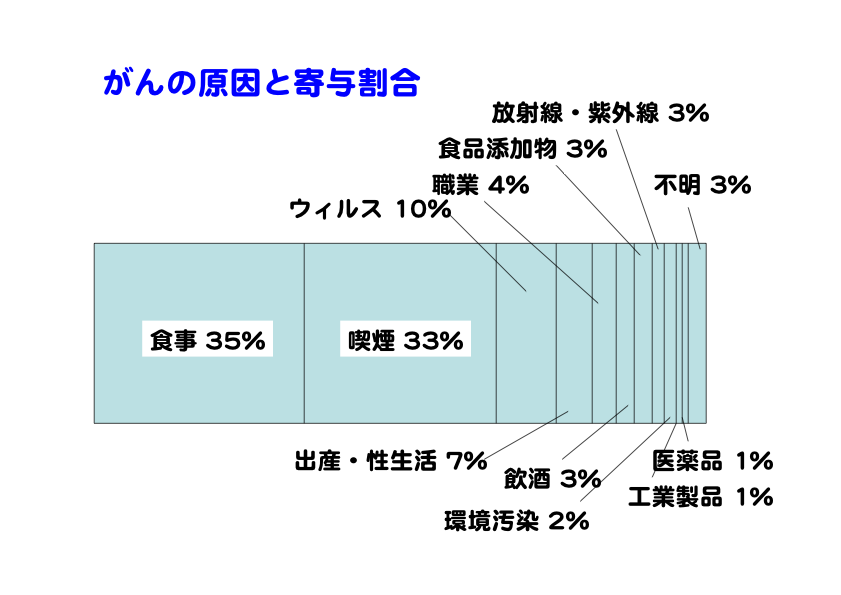 がんの原因と寄与割合
放射線・紫外線 3%
食品添加物 3%
職業 4%
不明 3%
ウィルス 10%
食事 35%
喫煙 33%
出産・性生活 7%
医薬品 1%
飲酒 3%
工業製品 1%
環境汚染 2%